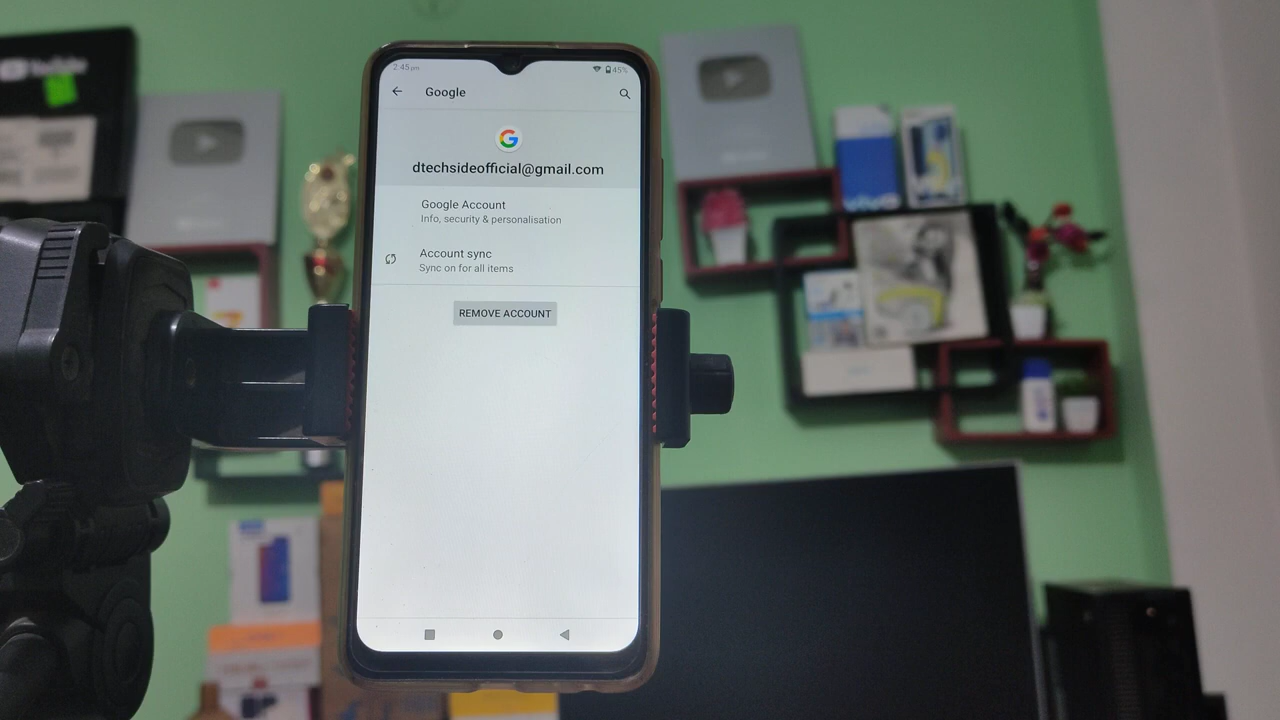 YouTube
2.45 pm
45%
Google
dtechsideofficial@gmail.com
Google Account
Info, security & personalisation
Account sync
Sync on for all items
REMOVE ACCOUNT